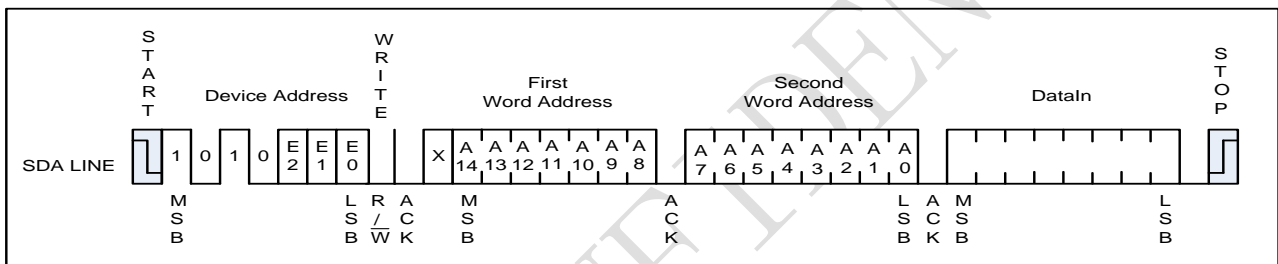 START
WRITE
STOP
Device Address
First
Word Address
Second
Word Address
DataIn
SDA LINE
1 0 1 0 E2 E1 E0
X A14 A13 A12 A11 A10 A9 A8
A7 A6 A5 A4 A3 A2 A1 A0
MSB
LSB
R/W̅
ACK
MSB
ACK
LSB
ACK
MSB
LSB